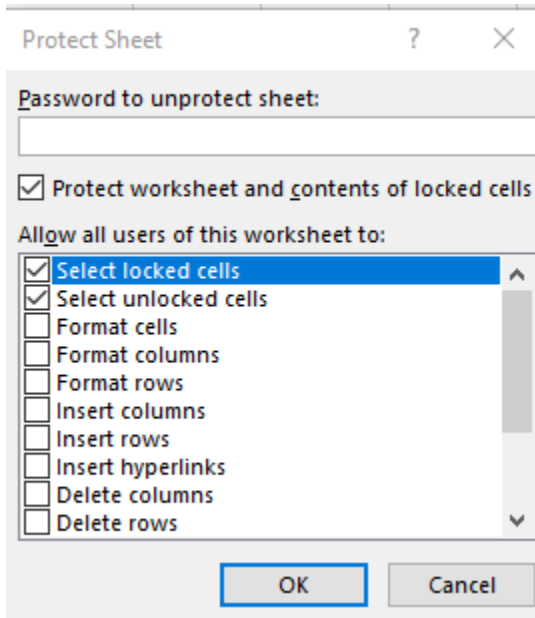 Protect Sheet ?
Password to unprotect sheet:
Protect worksheet and contents of locked cells
Allow all users of this worksheet to:
Select locked cells
Select unlocked cells
Format cells
Format columns
Format rows
Insert columns
Insert rows
Insert hyperlinks
Delete columns
Delete rows
OK Cancel